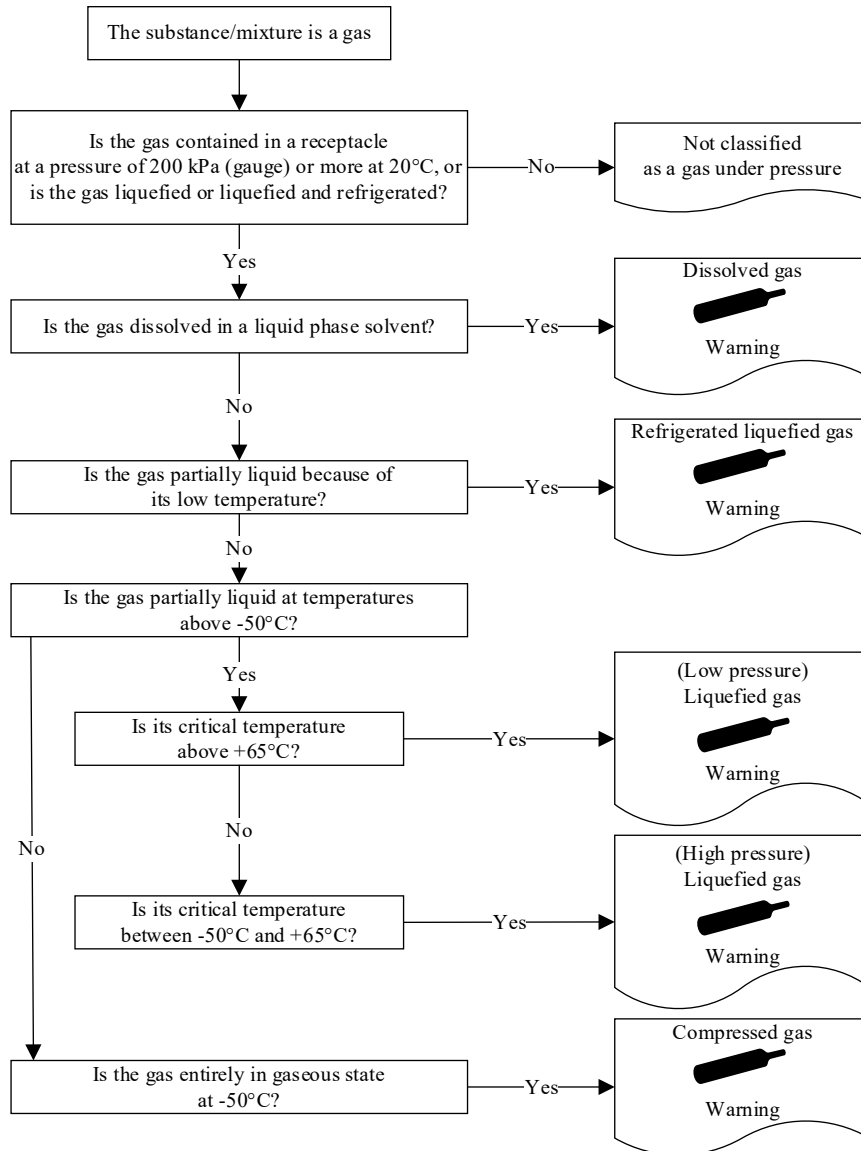 The substance/mixture is a gas
Is the gas contained in a receptacle
at a pressure of 200 kPa (gauge) or more at 20°C, or
is the gas liquefied or liquefied and refrigerated?
No
Not classified
as a gas under pressure
Yes
Is the gas dissolved in a liquid phase solvent?
Yes
Dissolved gas
Warning
No
Is the gas partially liquid because of
its low temperature?
Yes
Refrigerated liquefied gas
Warning
No
Is the gas partially liquid at temperatures
above -50°C?
Yes
Is its critical temperature
above +65°C?
Yes
(Low pressure)
Liquefied gas
Warning
No
No
Is its critical temperature
between -50°C and +65°C?
Yes
(High pressure)
Liquefied gas
Warning
Is the gas entirely in gaseous state
at -50°C?
Yes
Compressed gas
Warning